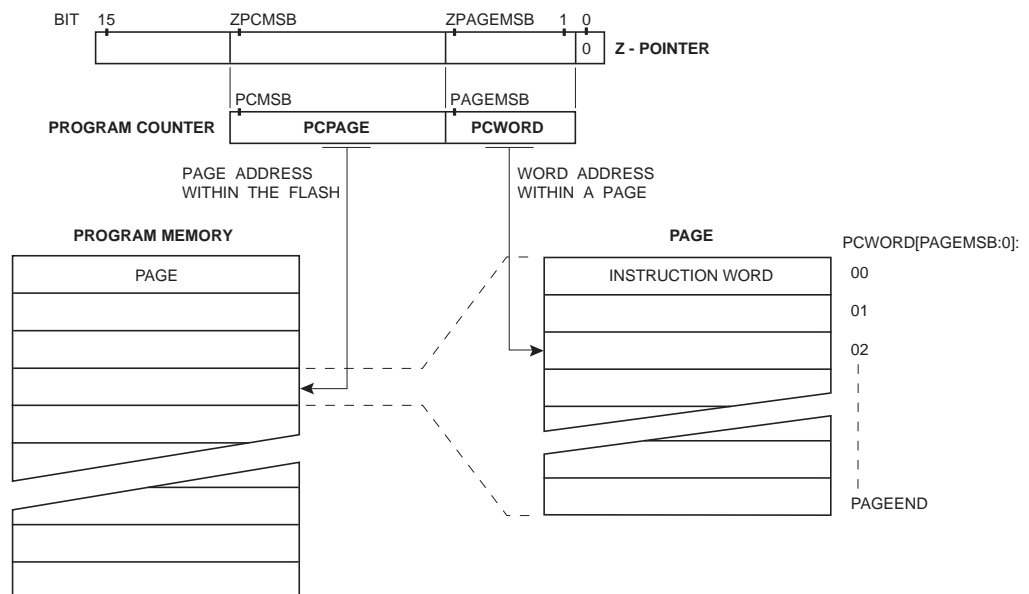 BIT 15 ZPCMSB ZPAGEMSB 1 0
0 Z - POINTER
PCMSB PAGEMSB
PROGRAM COUNTER PCPAGE PCWORD
PAGE ADDRESS
WITHIN THE FLASH
WORD ADDRESS
WITHIN A PAGE
PROGRAM MEMORY
PAGE
PAGE
PCWORD[PAGEMSB:0]:
INSTRUCTION WORD
00
01
02
PAGEEND